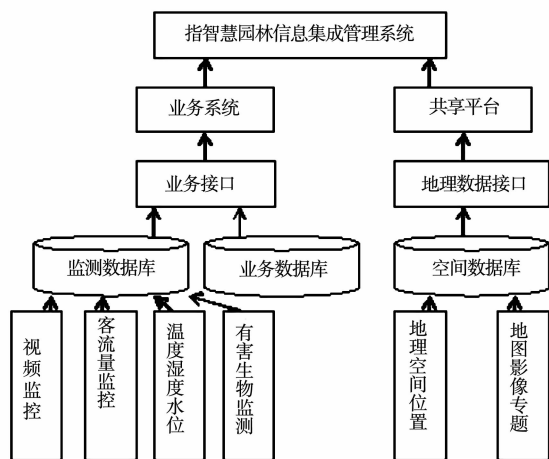 指智慧园林信息集成管理系统
业务系统
共享平台
业务接口
地理数据接口
监测数据库
业务数据库
空间数据库
视频监控
客流量监控
温度湿度水位
有害生物监测
地理空间位置
地图影像专题